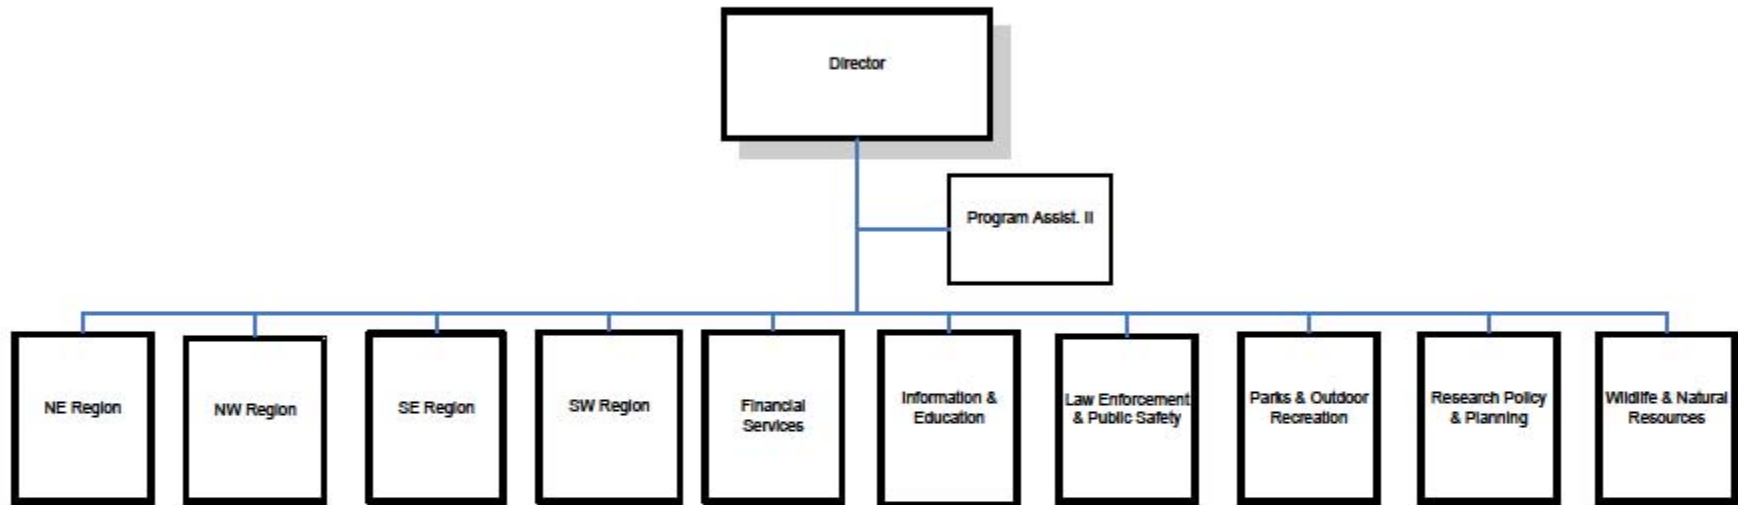 Director
Program Assist. II
NE Region
NW Region
SE Region
SW Region
Financial
Services
Information &
Education
Law Enforcement
& Public Safety
Parks & Outdoor
Recreation
Research Policy
& Planning
Wildlife & Natural
Resources